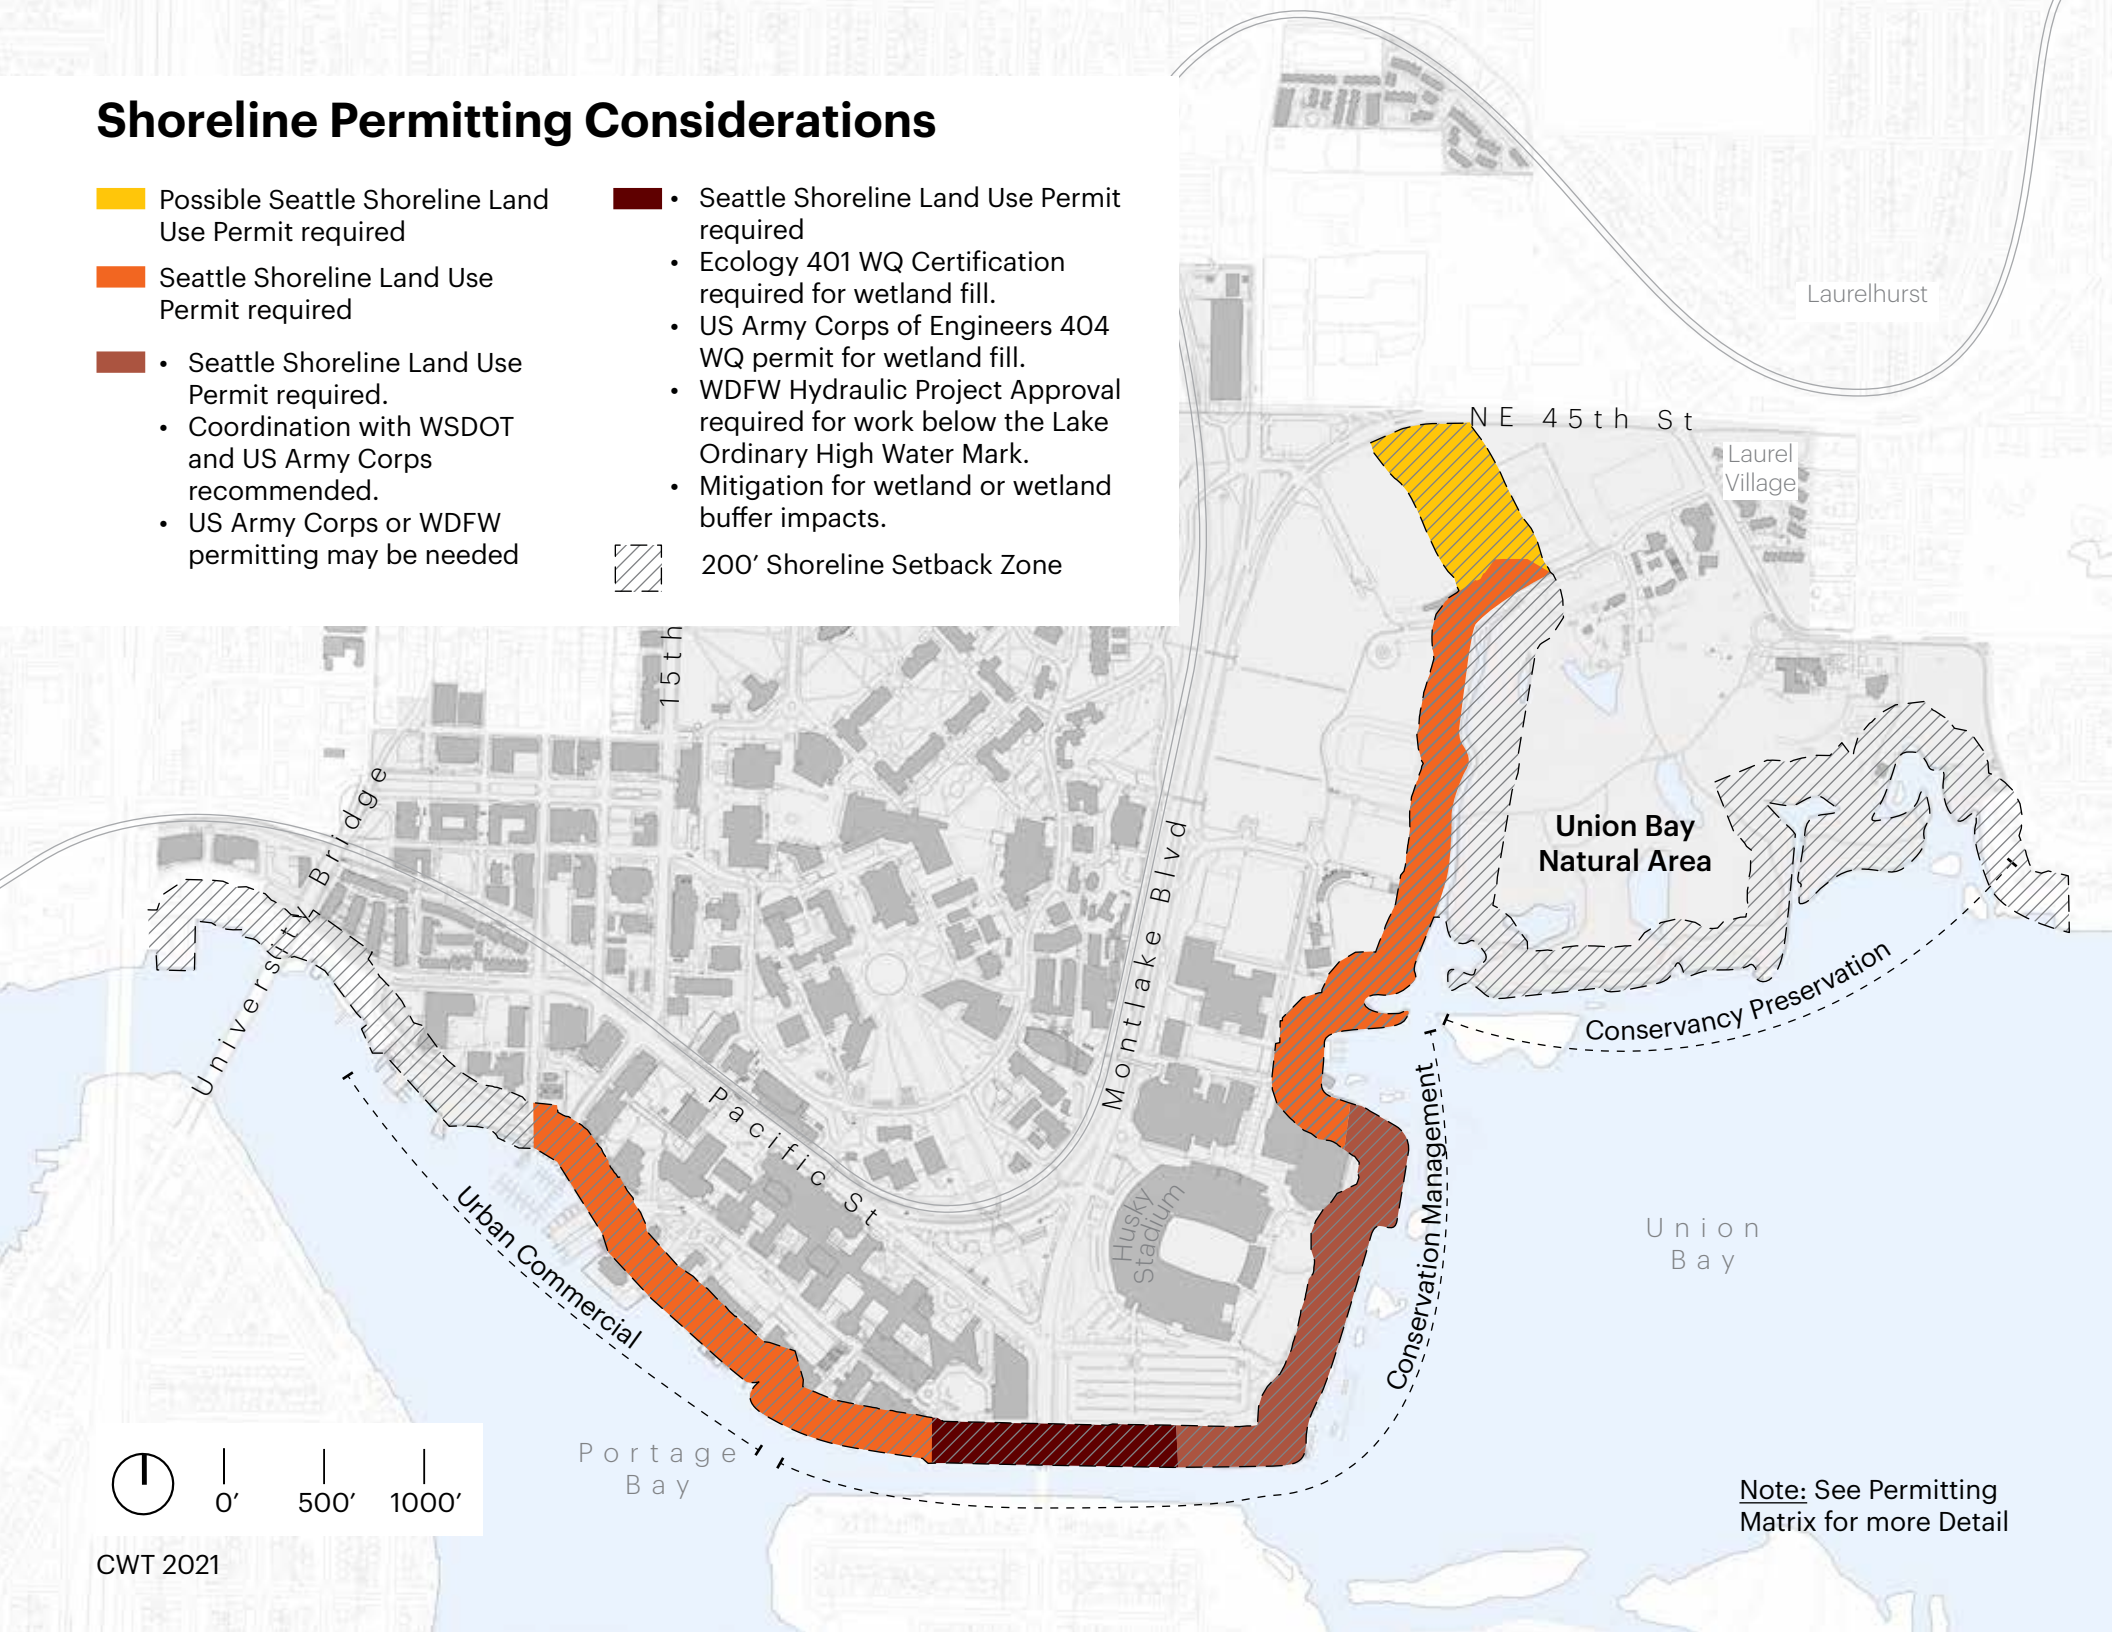 Shoreline Permitting Considerations
Possible Seattle Shoreline Land
Use Permit required
Seattle Shoreline Land Use
Permit required
• Seattle Shoreline Land Use
Permit required.
• Coordination with WSDOT
and US Army Corps
recommended.
• US Army Corps or WDFW
permitting may be needed
• Seattle Shoreline Land Use Permit
required
• Ecology 401 WQ Certification
required for wetland fill.
• US Army Corps of Engineers 404
WQ permit for wetland fill.
• WDFW Hydraulic Project Approval
required for work below the Lake
Ordinary High Water Mark.
• Mitigation for wetland or wetland
buffer impacts.
200’ Shoreline Setback Zone
Laurelhurst
NE 45th St
Laurel
Village
15th
University Bridge
Montlake Blvd
Pacific St
Union Bay
Natural Area
Conservancy Preservation
Conservation Management
Urban Commercial
Husky
Stadium
Union
Bay
Portage
Bay
0’ 500’ 1000’
CWT 2021
Note: See Permitting
Matrix for more Detail